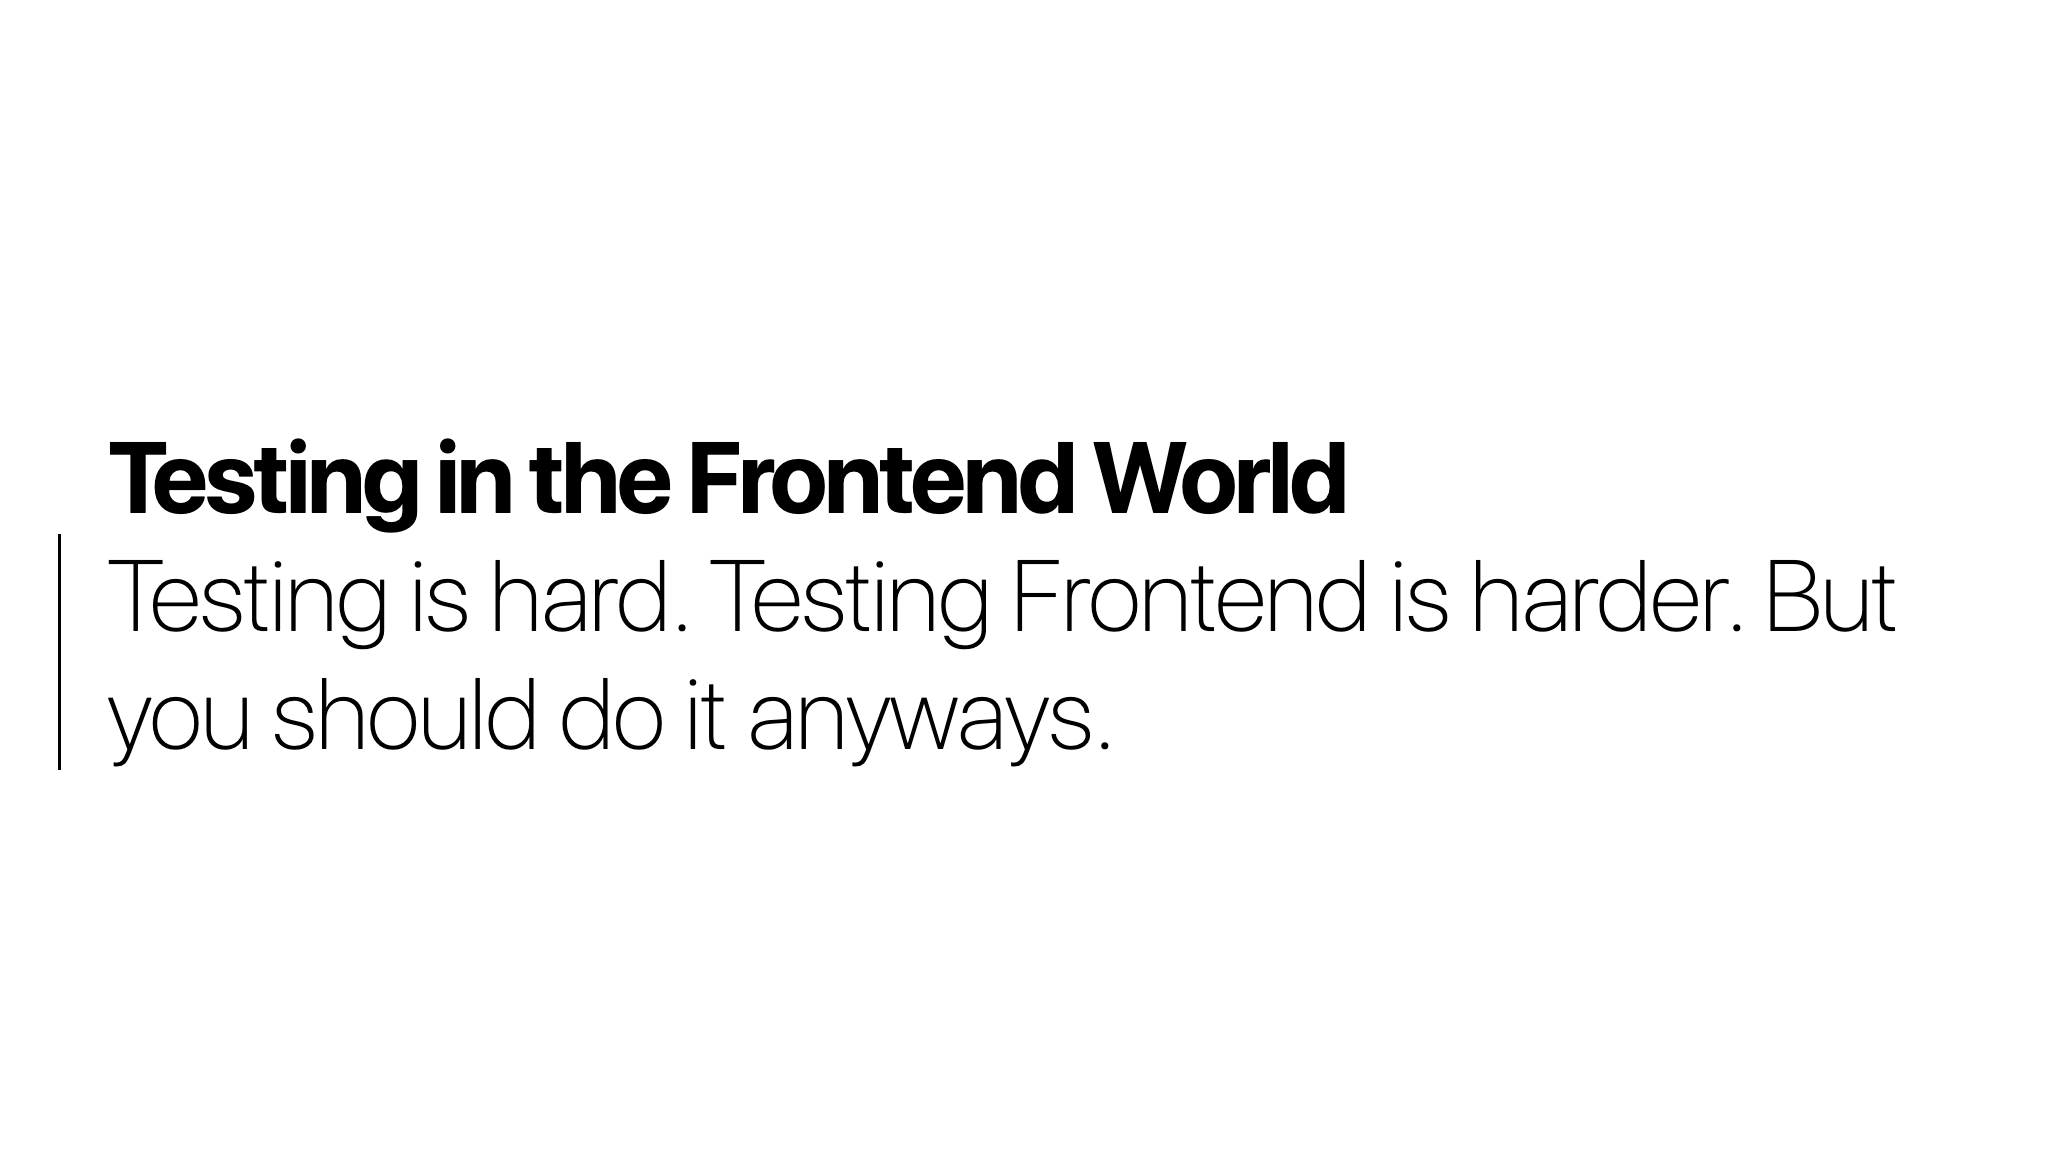 Testing in the Frontend World
Testing is hard. Testing Frontend is harder. But
you should do it anyways.